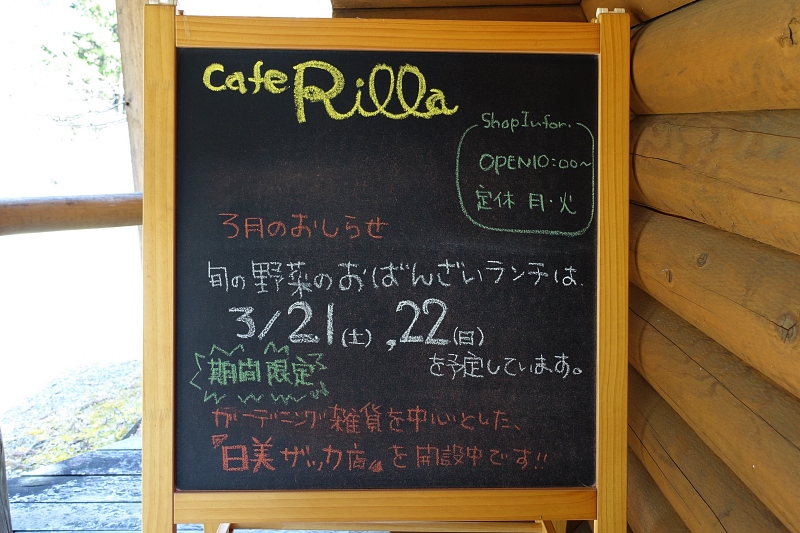 Cafe Rilla
Shop Infor.
OPEN10:00~
定休 月・火
3月のおしらせ
旬の野菜のおばんざいランチは、
3/21(土),22(日)
を予定しています。
期間限定
ガーデニング雑貨を中心とした、
『日美ザッカ店』を開設中です!!